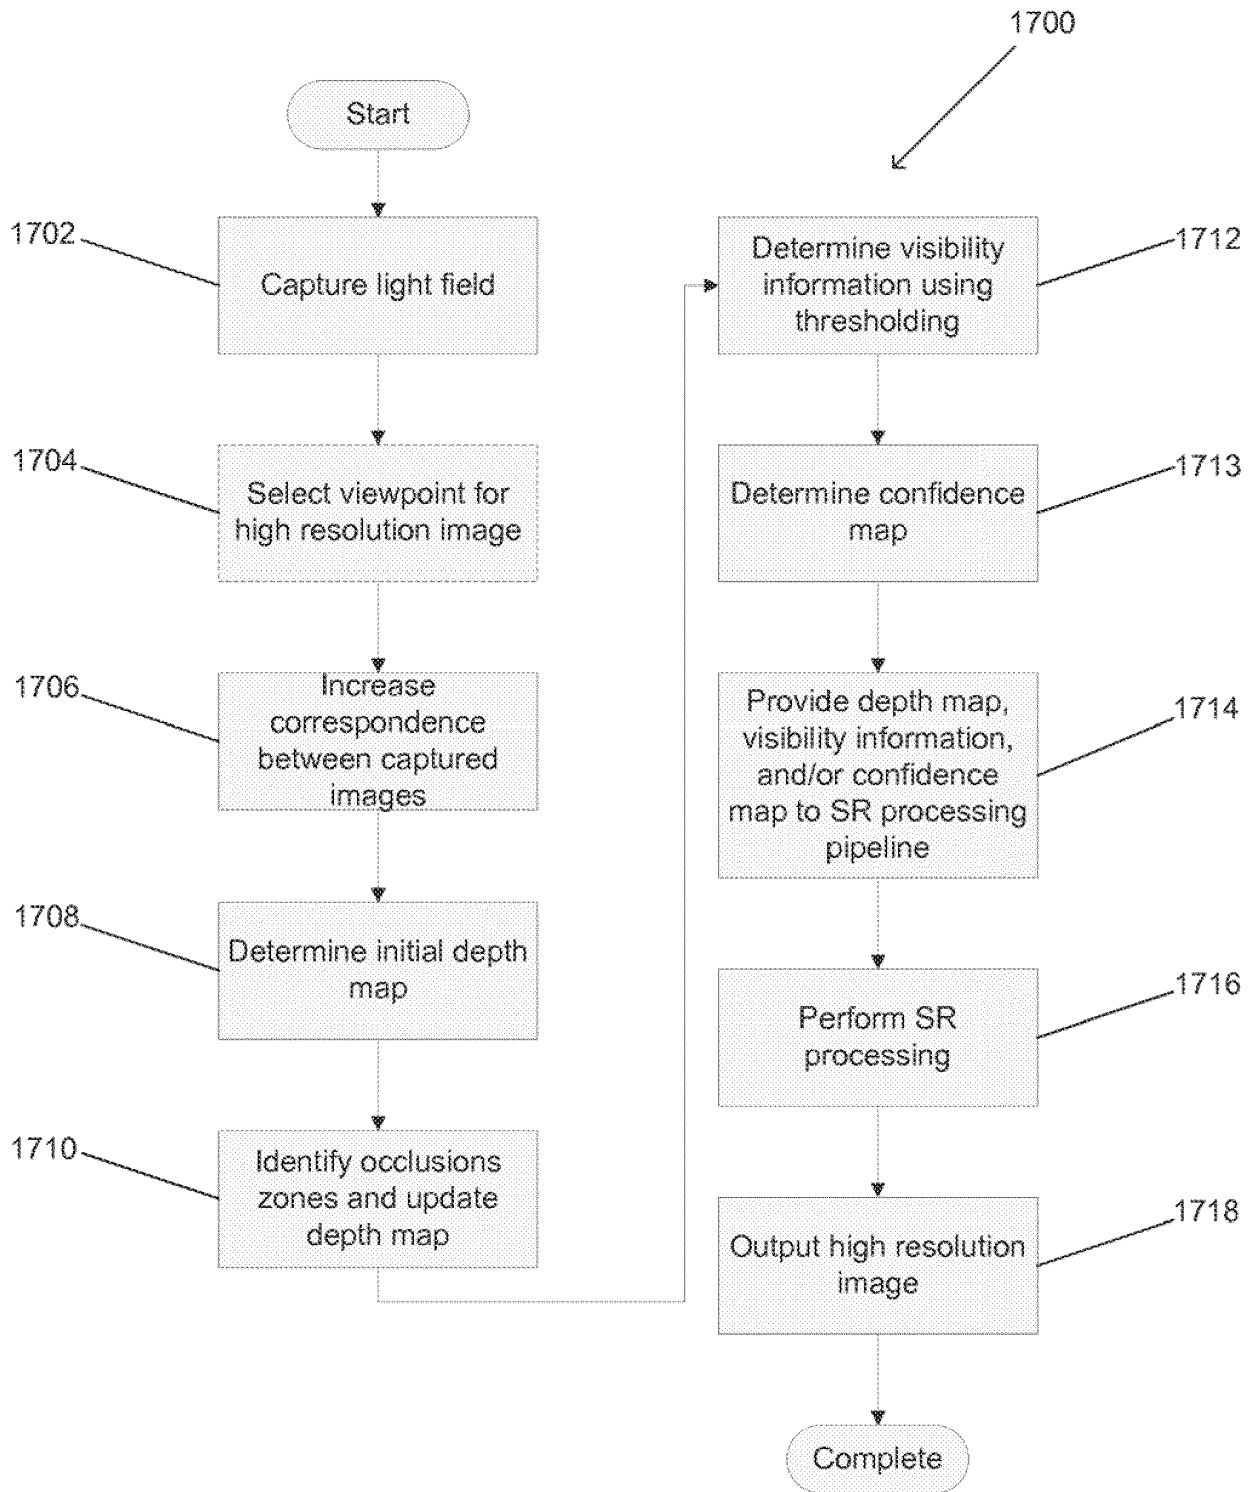 1700
Start
1702
Capture light field
1704
Select viewpoint for
high resolution image
1706
Increase
correspondence
between captured
images
1708
Determine initial depth
map
1710
Identify occlusions
zones and update
depth map
1712
Determine visibility
information using
thresholding
1713
Determine confidence
map
1714
Provide depth map,
visibility information,
and/or confidence
map to SR processing
pipeline
1716
Perform SR
processing
1718
Output high resolution
image
Complete